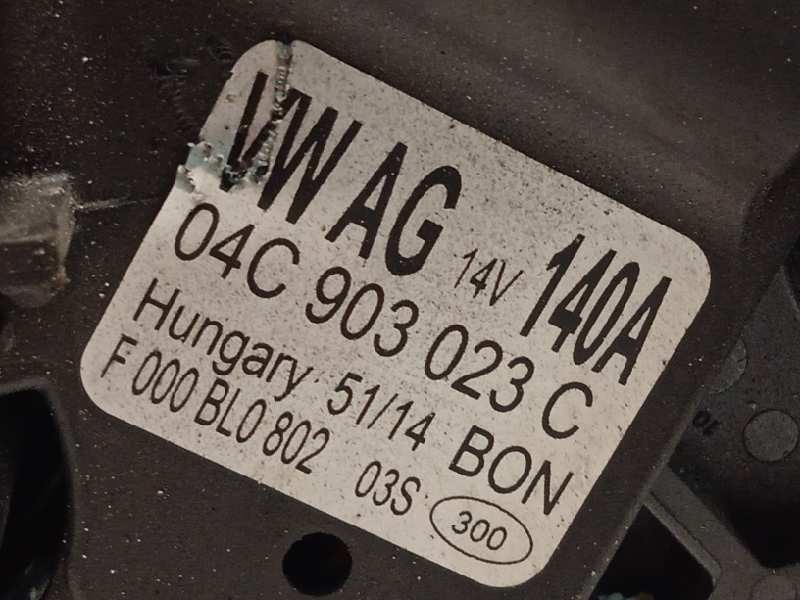 VW AG 14V 140A
04C 903 023 C
Hungary 51/14 BON
F 000 BL0 802 03S 300